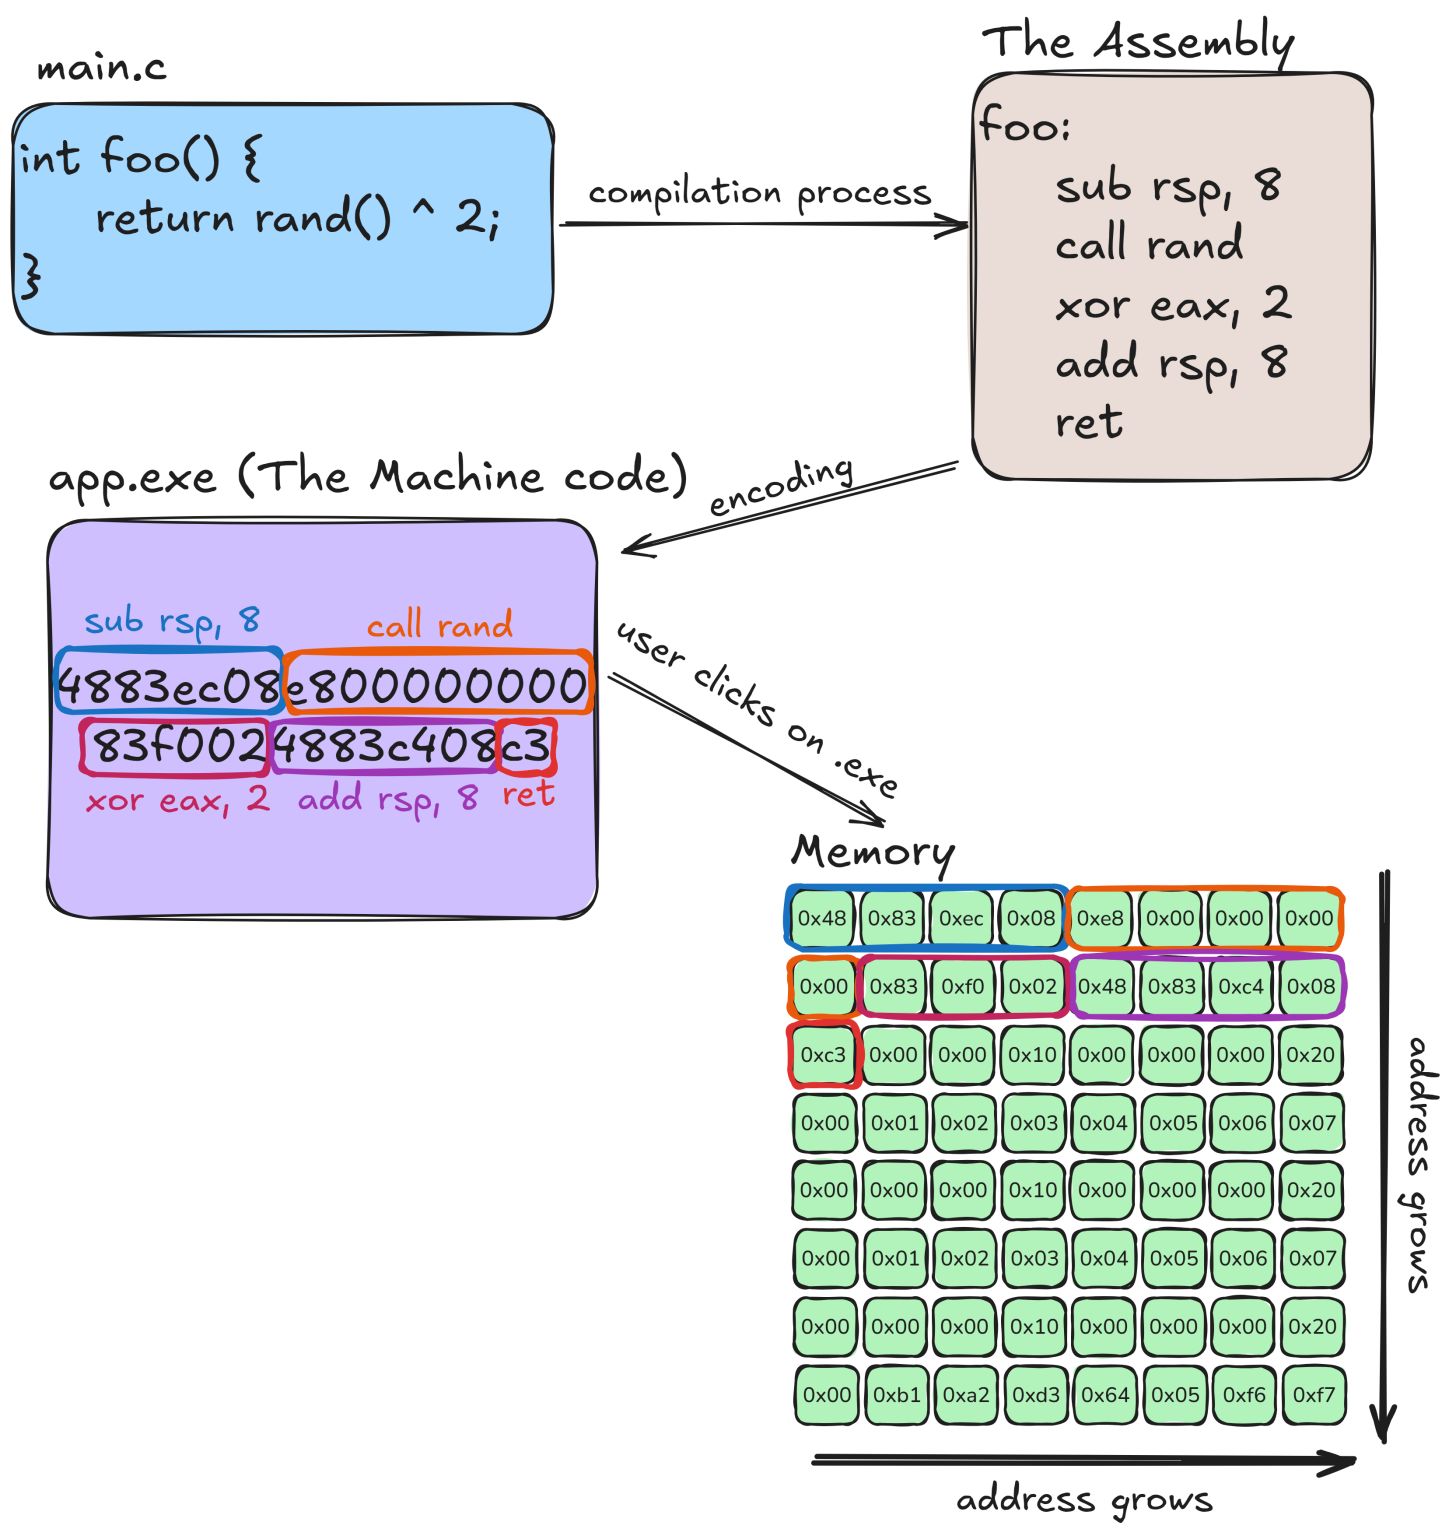 main.c
int foo() {
return rand() ^ 2;
}
compilation process
The Assembly
foo:
sub rsp, 8
call rand
xor eax, 2
add rsp, 8
ret
encoding
app.exe (The Machine code)
sub rsp, 8 call rand
4883ec08e800000000
83f0024883c408c3
xor eax, 2 add rsp, 8 ret
user clicks on .exe
Memory
0x48 0x83 0xec 0x08 0xe8 0x00 0x00 0x00
0x00 0x83 0xf0 0x02 0x48 0x83 0xc4 0x08
0xc3 0x00 0x00 0x10 0x00 0x00 0x00 0x20
0x00 0x01 0x02 0x03 0x04 0x05 0x06 0x07
0x00 0x00 0x00 0x10 0x00 0x00 0x00 0x20
0x00 0x01 0x02 0x03 0x04 0x05 0x06 0x07
0x00 0x00 0x00 0x10 0x00 0x00 0x00 0x20
0x00 0xb1 0xa2 0xd3 0x64 0x05 0xf6 0xf7
address grows
address grows